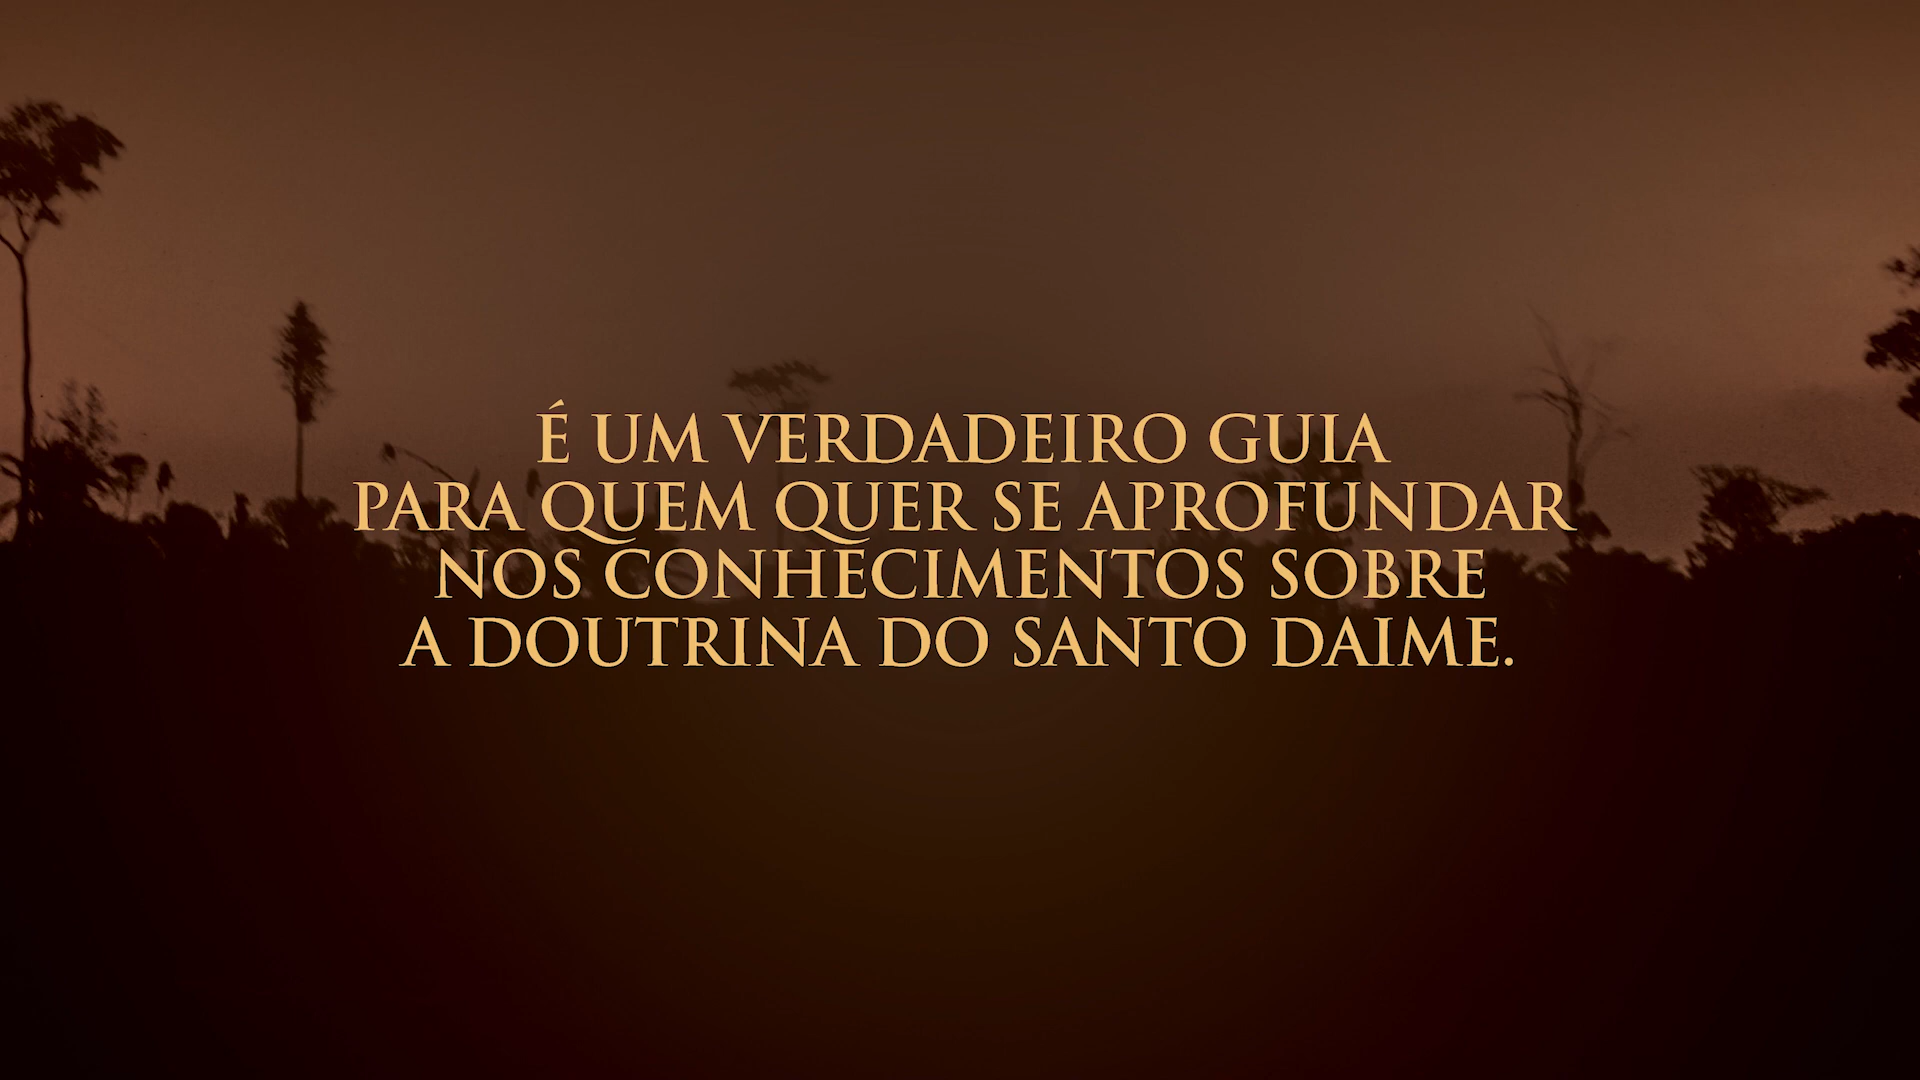 É UM VERDADEIRO GUIA
PARA QUEM QUER SE APROFUNDAR
NOS CONHECIMENTOS SOBRE
A DOUTRINA DO SANTO DAIME.